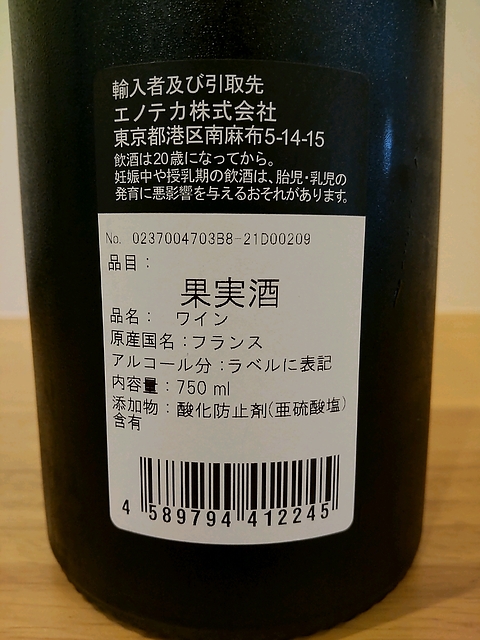 輸入者及び引取先
エノテカ株式会社
東京都港区南麻布5-14-15
飲酒は20歳になってから。
妊娠中や授乳期の飲酒は、胎児・乳児の
発育に悪影響を与えるおそれがあります。
No. 0237004703B8-21D00209
品目：
果実酒
品名： ワイン
原産国名：フランス
アルコール分：ラベルに表記
内容量：750 ml
添加物：酸化防止剤(亜硫酸塩)
含有
4 589794 412245